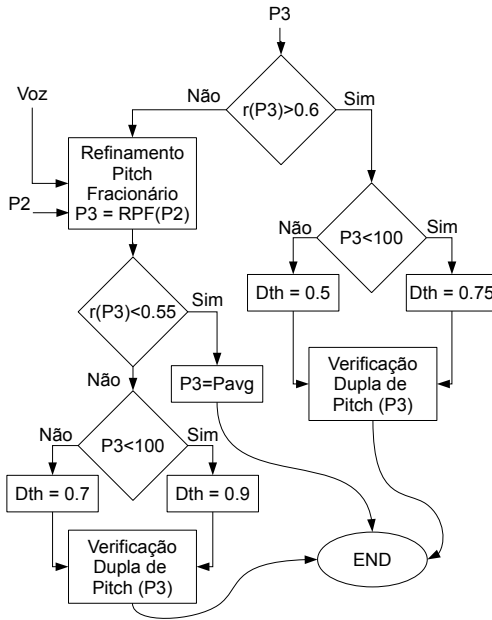 P3
r(P3)>0.6
Não
Sim
Voz
P2
Refinamento
Pitch
Fracionário
P3 = RPF(P2)
P3<100
Não
Sim
Dth = 0.5
Dth = 0.75
Verificação
Dupla de
Pitch (P3)
r(P3)<0.55
Sim
Não
P3=Pavg
P3<100
Não
Sim
Dth = 0.7
Dth = 0.9
Verificação
Dupla de
Pitch (P3)
END